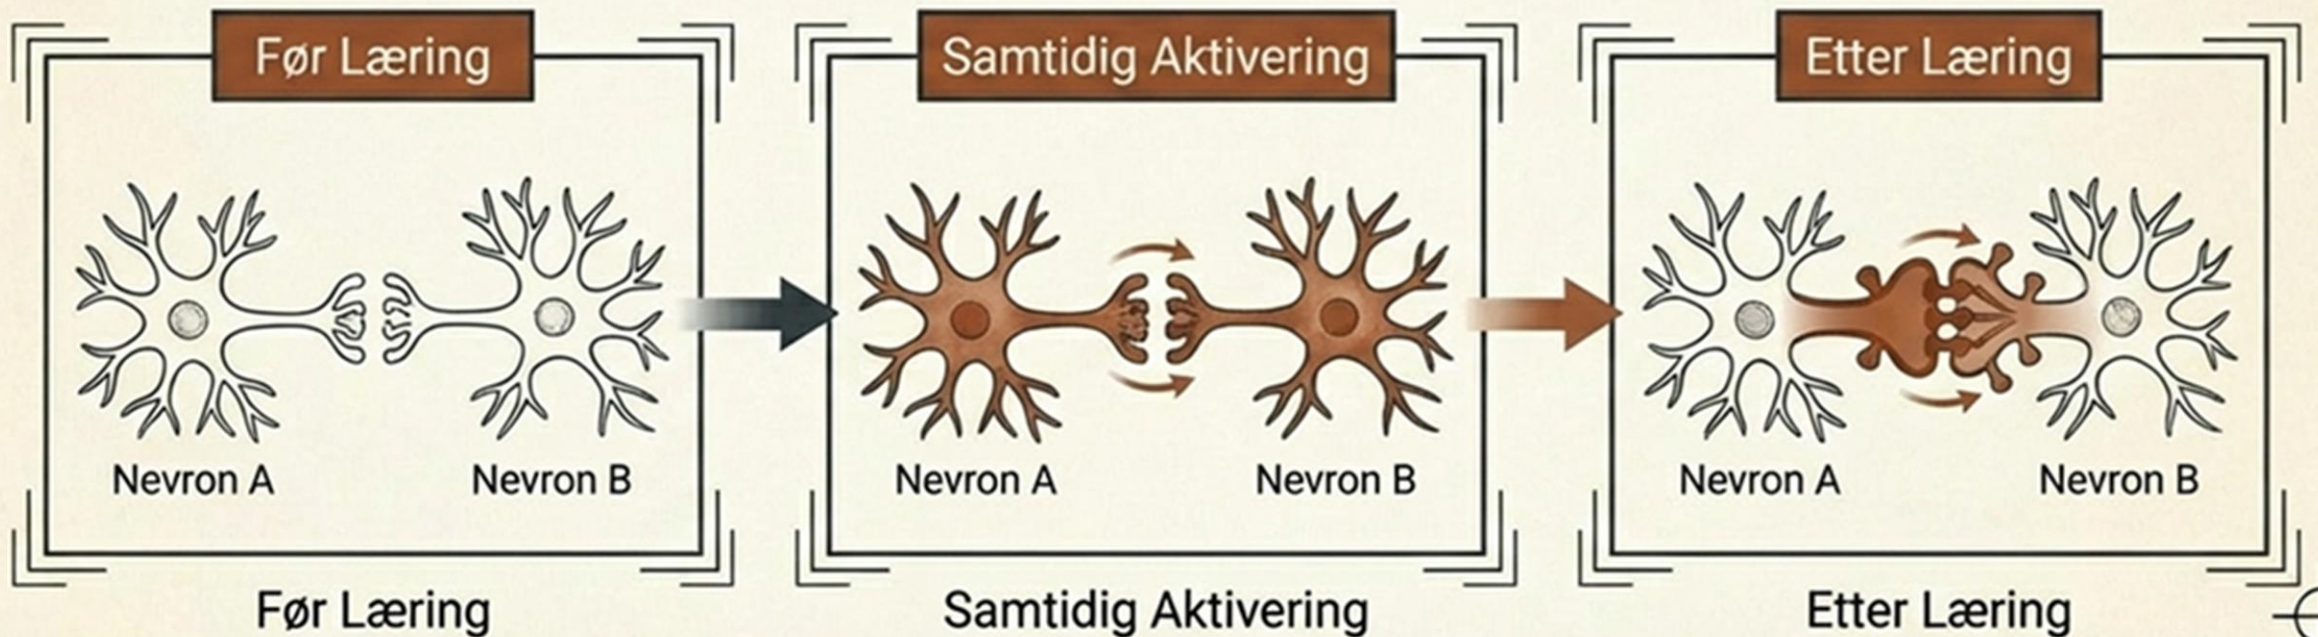 Før Læring
Samtidig Aktivering
Etter Læring
Nevron A
Nevron B
Nevron A
Nevron B
Nevron A
Nevron B
Før Læring
Samtidig Aktivering
Etter Læring